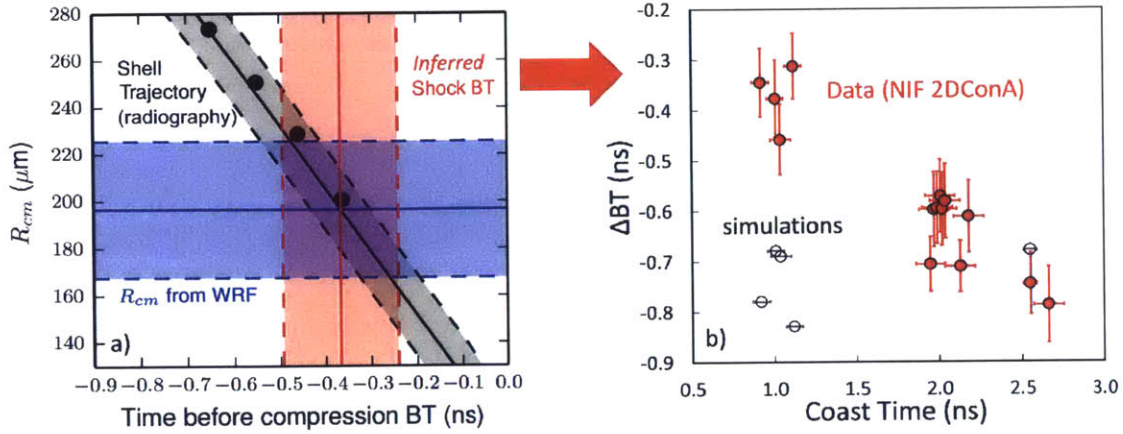 280
260
240
220
200
180
160
140
R_cm (μm)
Shell
Trajectory
(radiography)
Inferred
Shock BT
R_cm from WRF
a)
−0.9 −0.8 −0.7 −0.6 −0.5 −0.4 −0.3 −0.2 −0.1 0.0
Time before compression BT (ns)
-0.2
-0.3
-0.4
-0.5
-0.6
-0.7
-0.8
-0.9
ΔBT (ns)
Data (NIF 2DConA)
simulations
b)
0.5 1.0 1.5 2.0 2.5 3.0
Coast Time (ns)